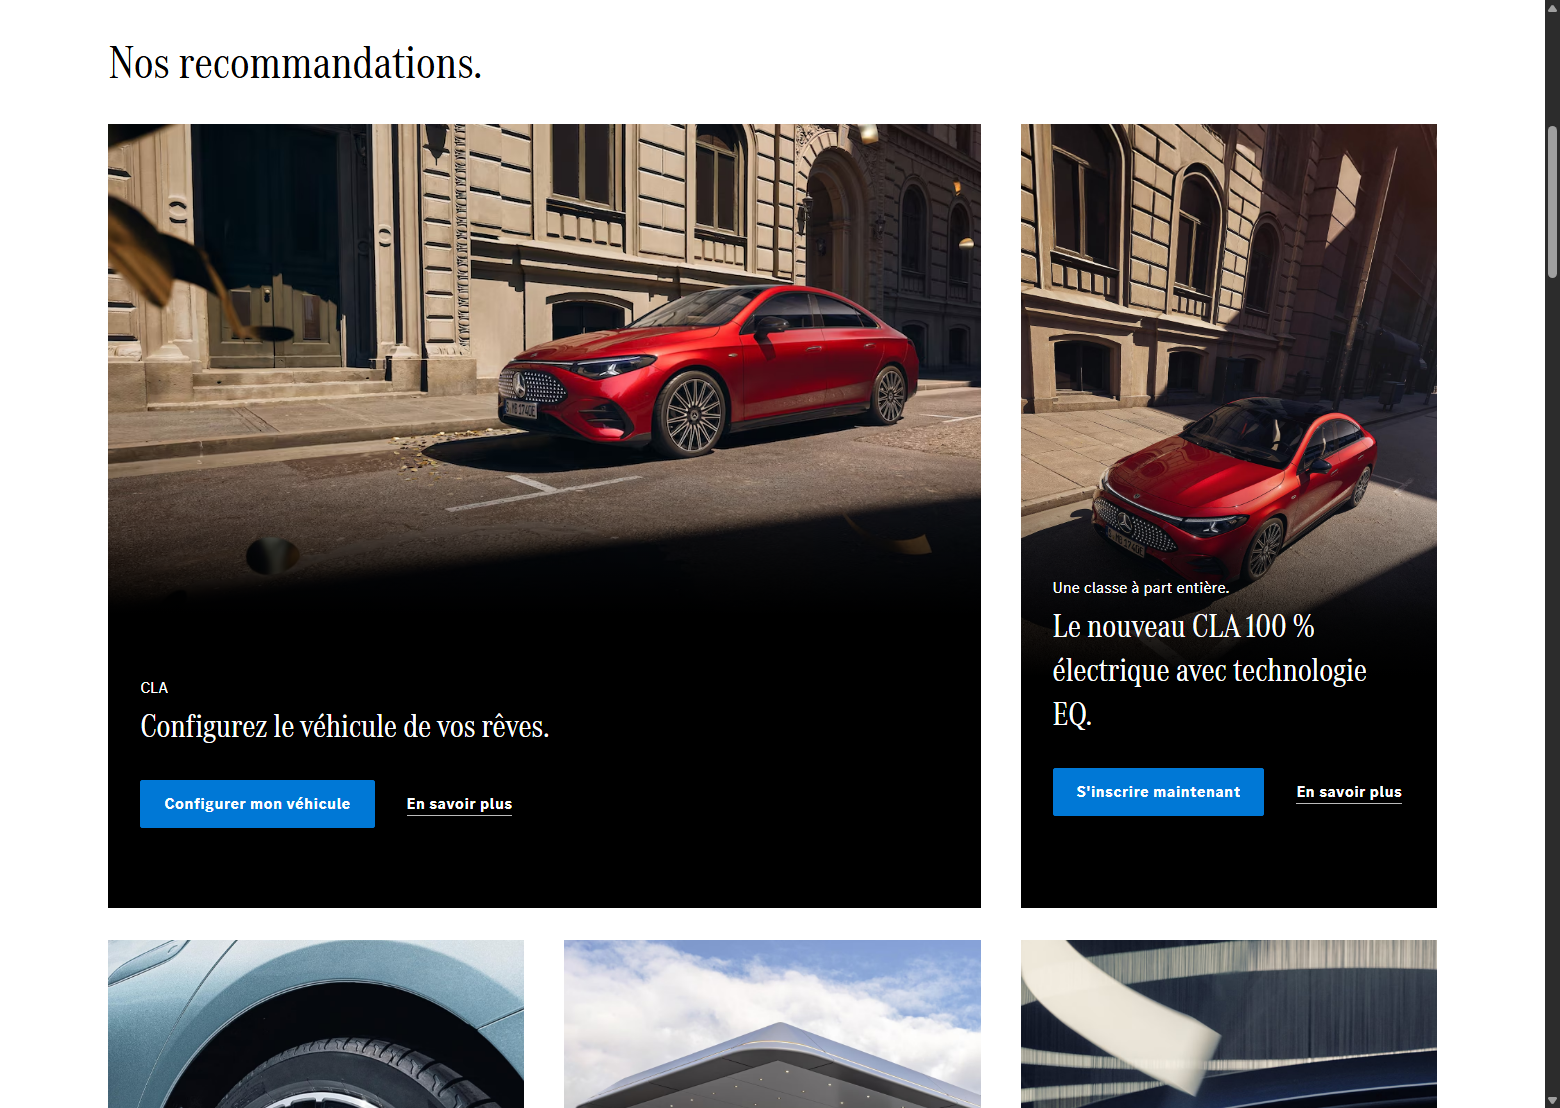 Nos recommandations.
CLA
Configurez le véhicule de vos rêves.
Configurer mon véhicule
En savoir plus
Une classe à part entière.
Le nouveau CLA 100 %
électrique avec technologie
EQ.
S'inscrire maintenant
En savoir plus